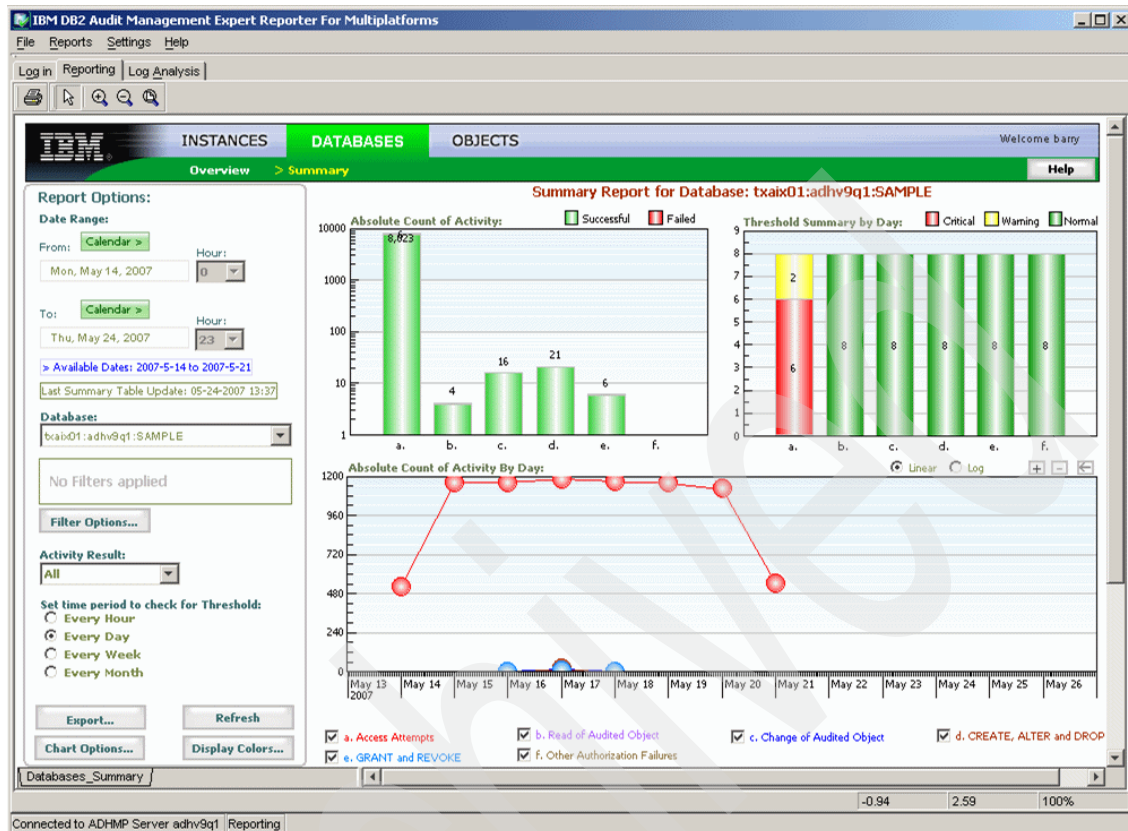 IBM DB2 Audit Management Expert Reporter For Multiplatforms
File Reports Settings Help
Log in Reporting Log Analysis
IBM
INSTANCES DATABASES OBJECTS Welcome barry
Overview > Summary Help
Report Options:
Date Range:
From: Calendar > Hour:
Mon, May 14, 2007 0
To: Calendar > Hour:
Thu, May 24, 2007 23
> Available Dates: 2007-5-14 to 2007-5-21
Last Summary Table Update: 05-24-2007 13:37
Database:
txaix01:adhv9q1:SAMPLE
No Filters applied
Filter Options...
Activity Result:
All
Set time period to check for Threshold:
Every Hour
Every Day
Every Week
Every Month
Export... Refresh
Chart Options... Display Colors...
Summary Report for Database: txaix01:adhv9q1:SAMPLE
Absolute Count of Activity: Successful Failed
10000
1000
100
10
1
8,023
4
16
21
6
a. b. c. d. e. f.
Threshold Summary by Day: Critical Warning Normal
9
8
7
6
5
4
3
2
1
0
2
6
8 8 8 8 8
a. b. c. d. e. f.
Absolute Count of Activity By Day: Linear Log
1200
960
720
480
240
0
May 13 May 14 May 15 May 16 May 17 May 18 May 19 May 20 May 21 May 22 May 23 May 24 May 25 May 26
2007
a. Access Attempts b. Read of Audited Object c. Change of Audited Object d. CREATE, ALTER and DROP
e. GRANT and REVOKE f. Other Authorization Failures
Databases_Summary
-0.94 2.59 100%
Connected to ADHMP Server adhv9q1 Reporting